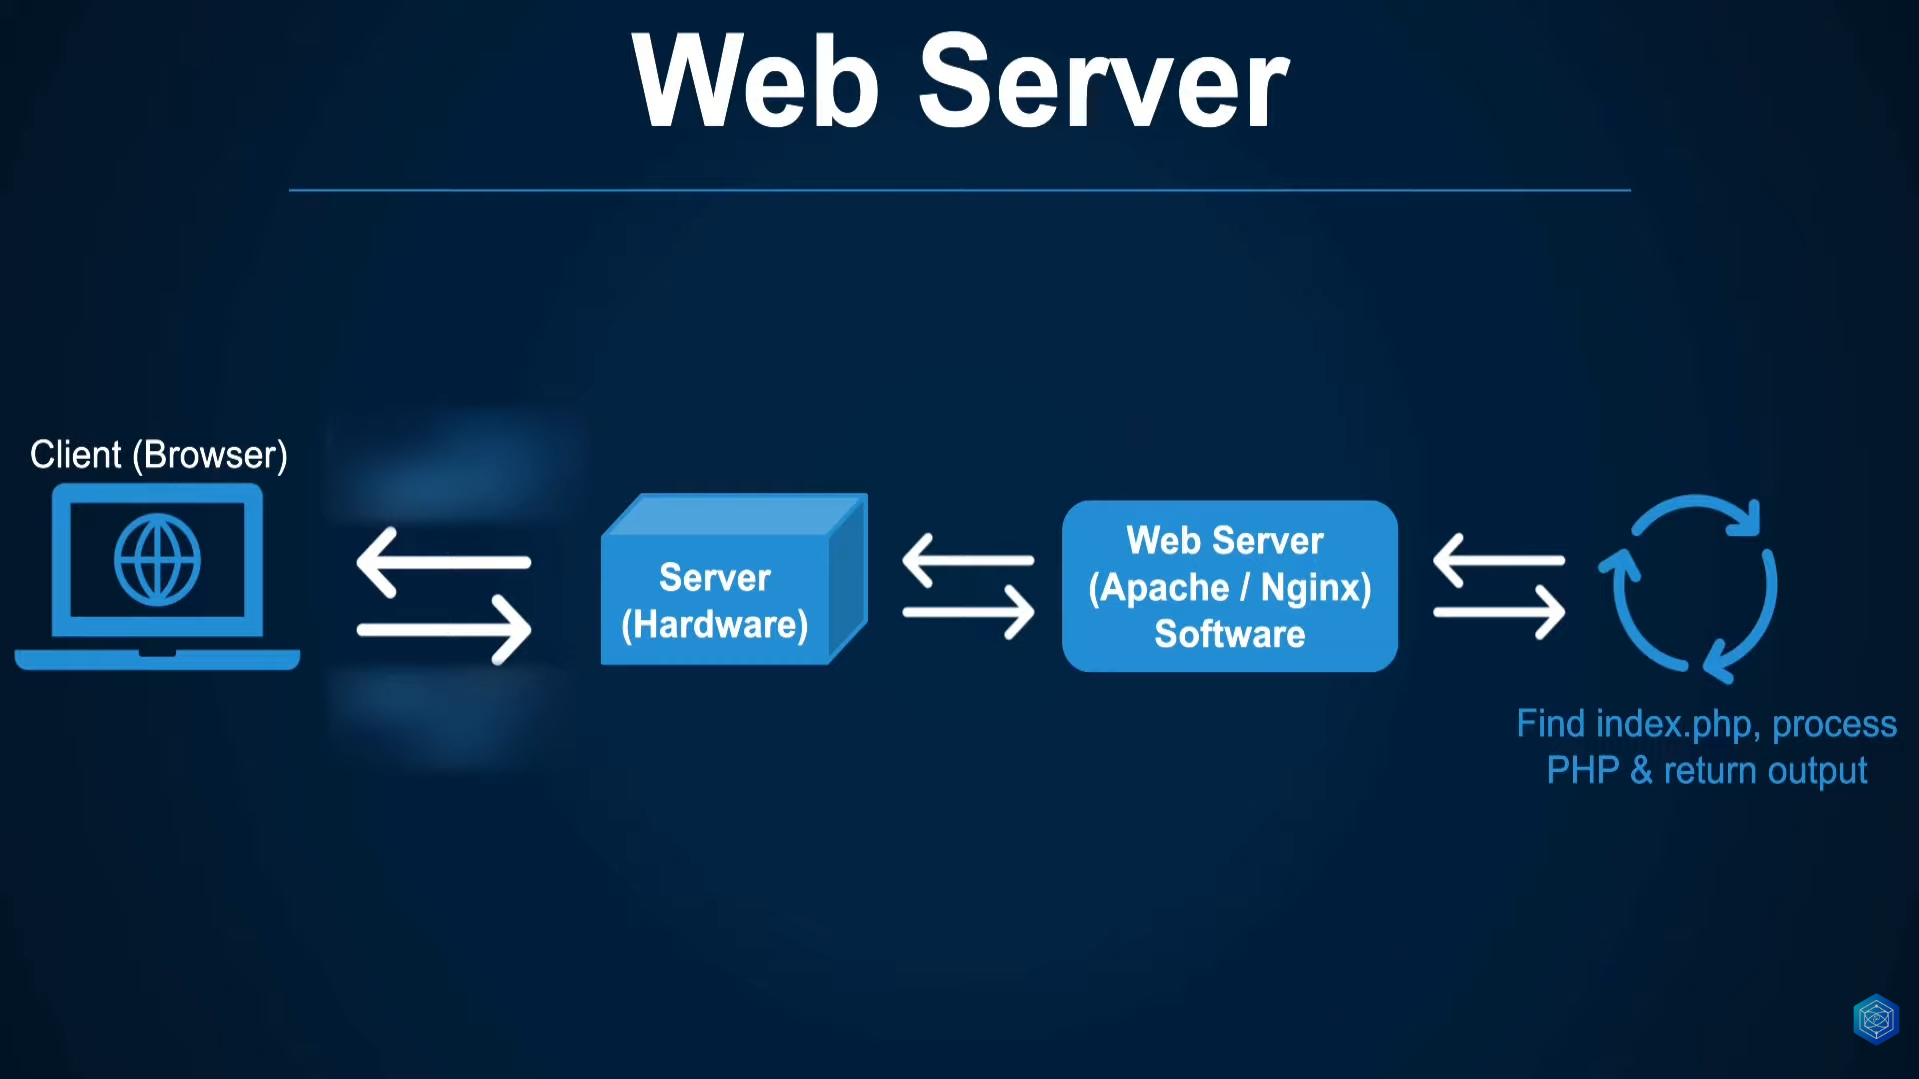 Web Server
Client (Browser)
Server
(Hardware)
Web Server
(Apache / Nginx)
Software
Find index.php, process
PHP & return output